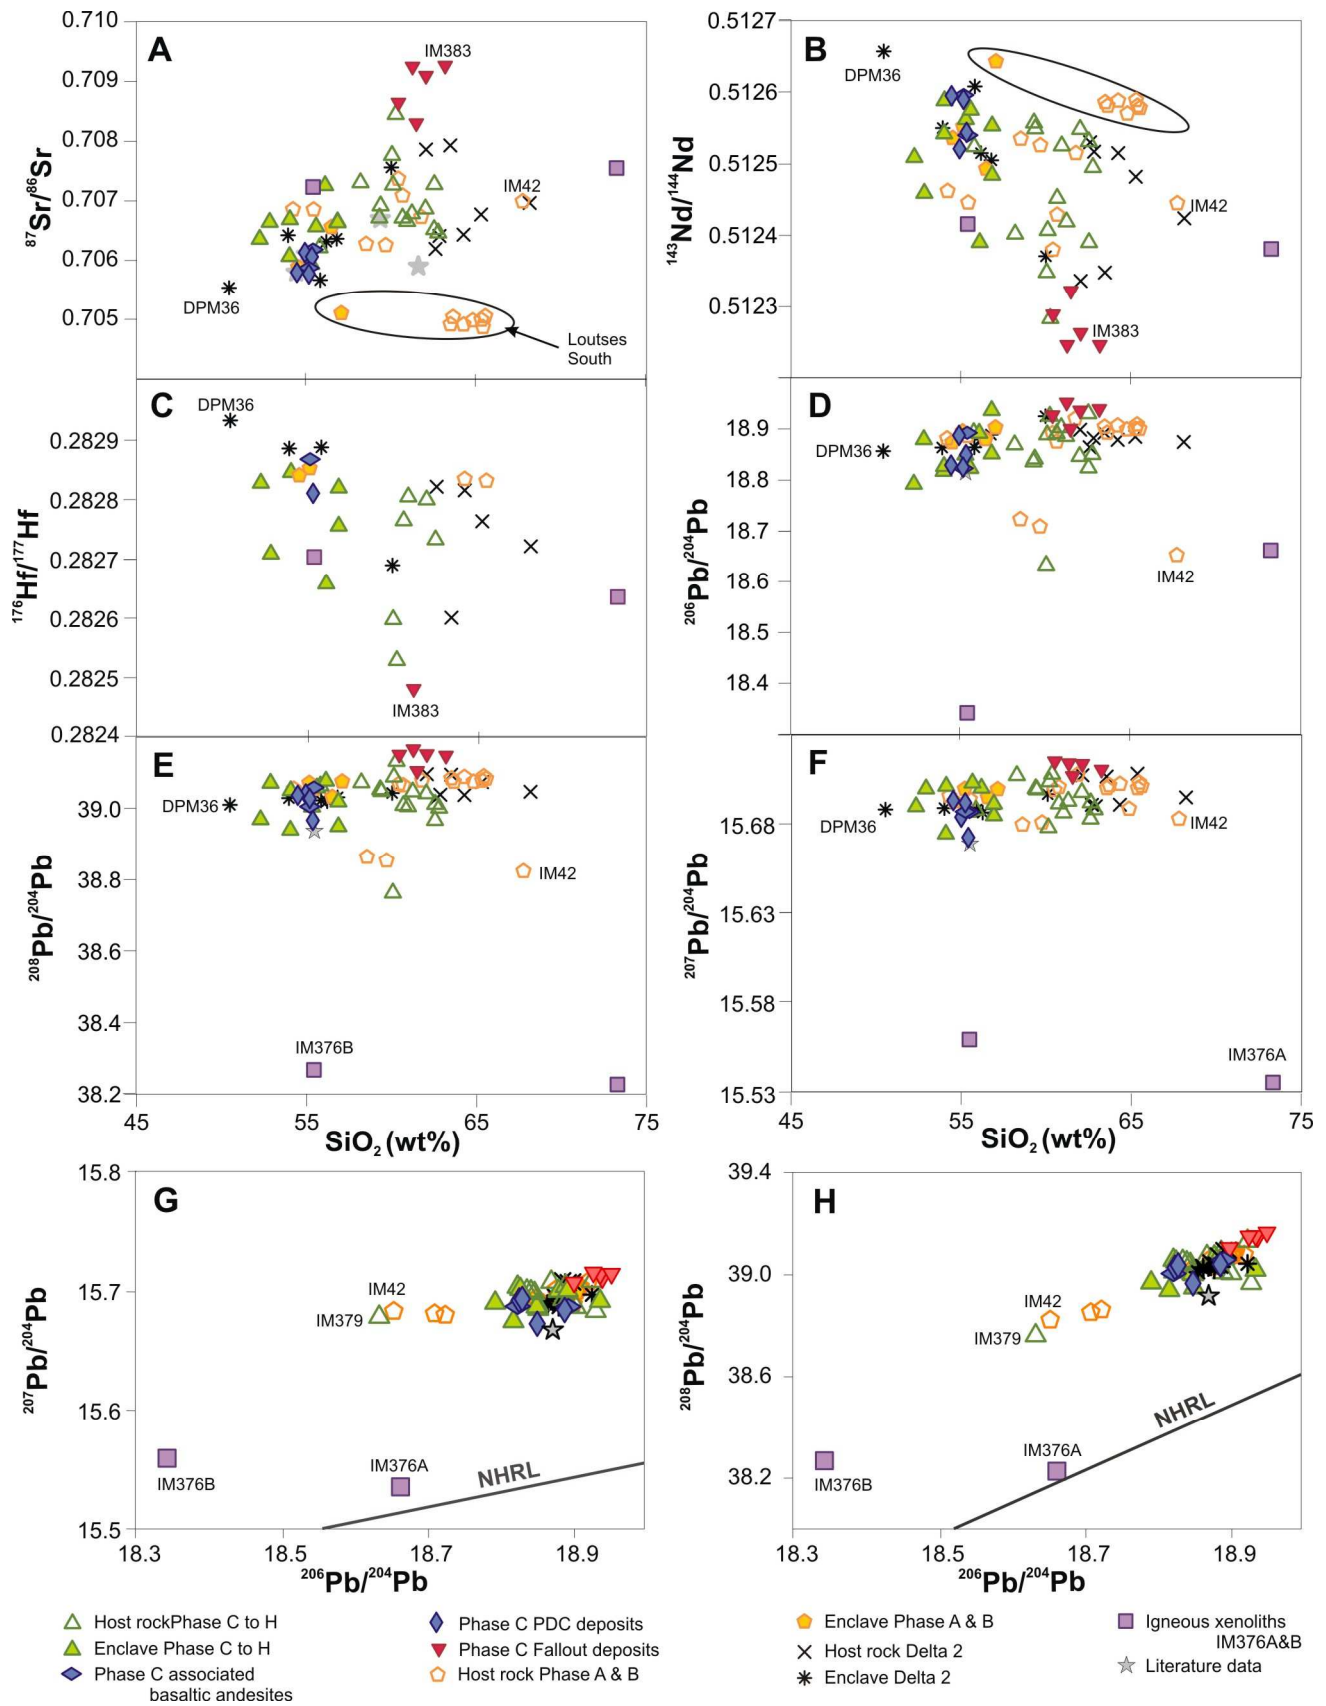 A
0.710
0.709
0.708
0.707
0.706
0.705
87Sr/86Sr
IM383
IM42
DPM36
Loutses
South
B
0.5127
0.5126
0.5125
0.5124
0.5123
143Nd/144Nd
DPM36
IM42
IM383
C
0.2829
0.2828
0.2827
0.2826
0.2825
0.2824
176Hf/177Hf
DPM36
IM383
D
18.9
18.8
18.7
18.6
18.5
18.4
206Pb/204Pb
DPM36
IM42
E
39.0
38.8
38.6
38.4
38.2
208Pb/204Pb
DPM36
IM42
IM376B
45
55
65
75
SiO2 (wt%)
F
15.68
15.63
15.58
15.53
207Pb/204Pb
DPM36
IM42
IM376A
45
55
65
75
SiO2 (wt%)
G
15.8
15.7
15.6
15.5
207Pb/204Pb
IM42
IM379
IM376B
IM376A
NHRL
18.3
18.5
18.7
18.9
206Pb/204Pb
H
39.4
39.0
38.6
38.2
208Pb/204Pb
IM42
IM379
IM376A
IM376B
NHRL
18.3
18.5
18.7
18.9
206Pb/204Pb
Host rockPhase C to H
Enclave Phase C to H
Phase C associated
basaltic andesites
Phase C PDC deposits
Phase C Fallout deposits
Host rock Phase A & B
Enclave Phase A & B
Host rock Delta 2
Enclave Delta 2
Igneous xenoliths
IM376A&B
Literature data